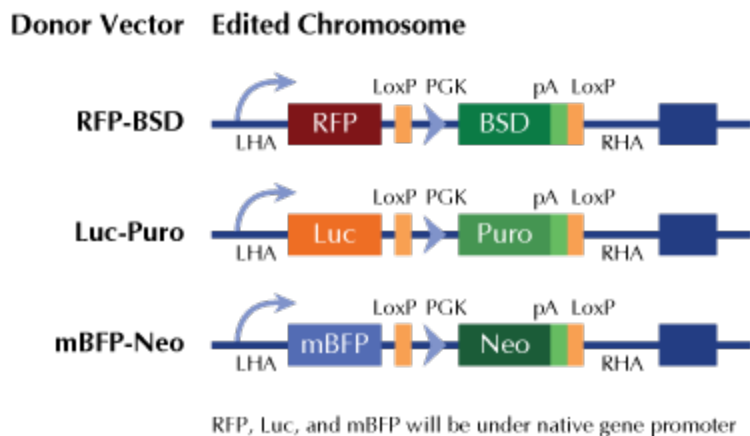 Donor Vector Edited Chromosome
LoxP PGK pA LoxP
RFP-BSD RFP BSD
LHA RHA
LoxP PGK pA LoxP
Luc-Puro Luc Puro
LHA RHA
LoxP PGK pA LoxP
mBFP-Neo mBFP Neo
LHA RHA
RFP, Luc, and mBFP will be under native gene promoter